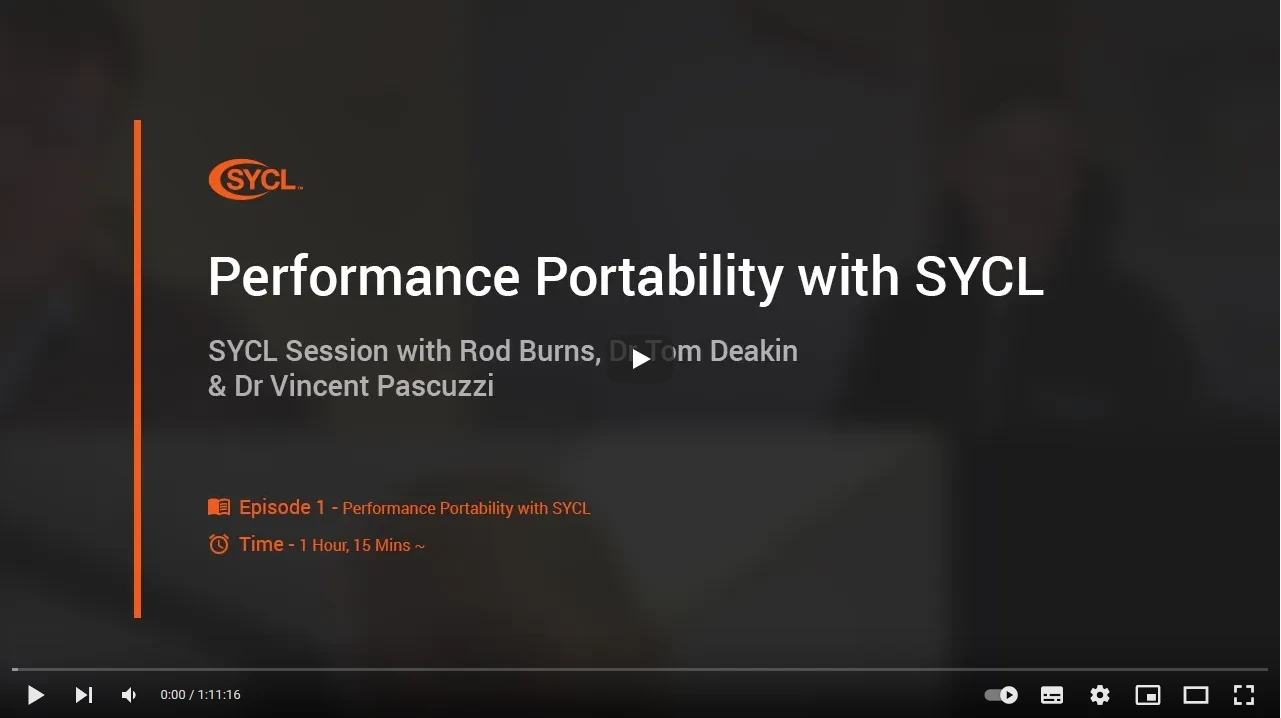 SYCL™
Performance Portability with SYCL
SYCL Session with Rod Burns, Dr Tom Deakin
& Dr Vincent Pascuzzi
Episode 1 - Performance Portability with SYCL
Time - 1 Hour, 15 Mins ~
0:00 / 1:11:16